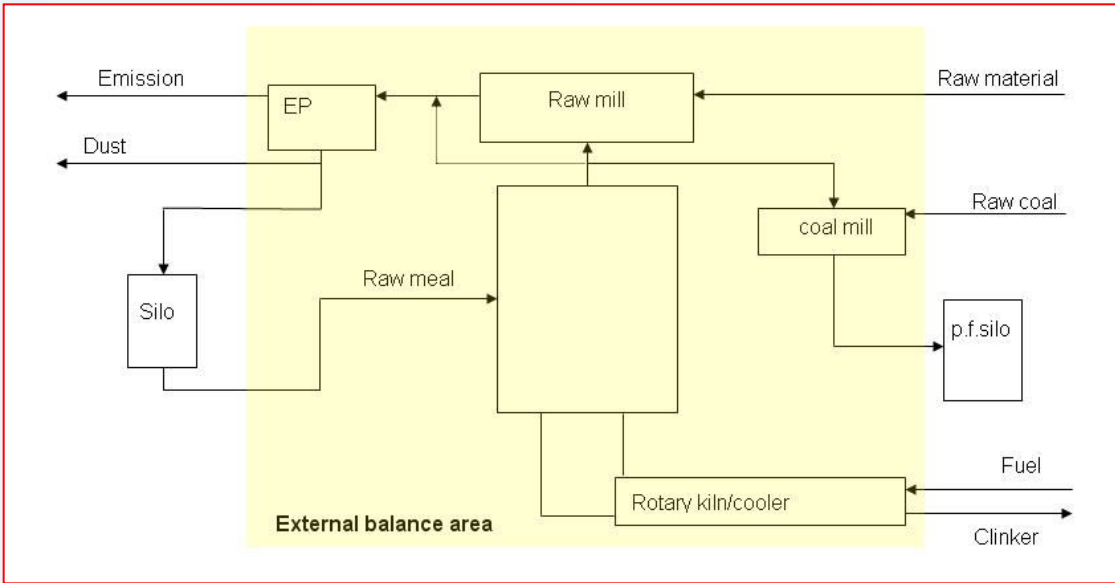 Emission
EP
Raw mill
Raw material
Dust
Raw coal
coal mill
Raw meal
Silo
p.f.silo
Fuel
Rotary kiln/cooler
External balance area
Clinker